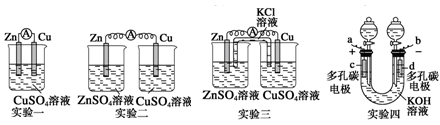 Zn A Cu
CuSO₄溶液
实验一
Zn A Cu
ZnSO₄溶液 CuSO₄溶液
实验二
KCl
溶液
Zn A Cu
ZnSO₄溶液 CuSO₄溶液
实验三
a b
+ −
c d
多孔碳 多孔碳
电极 电极
KOH
溶液
实验四